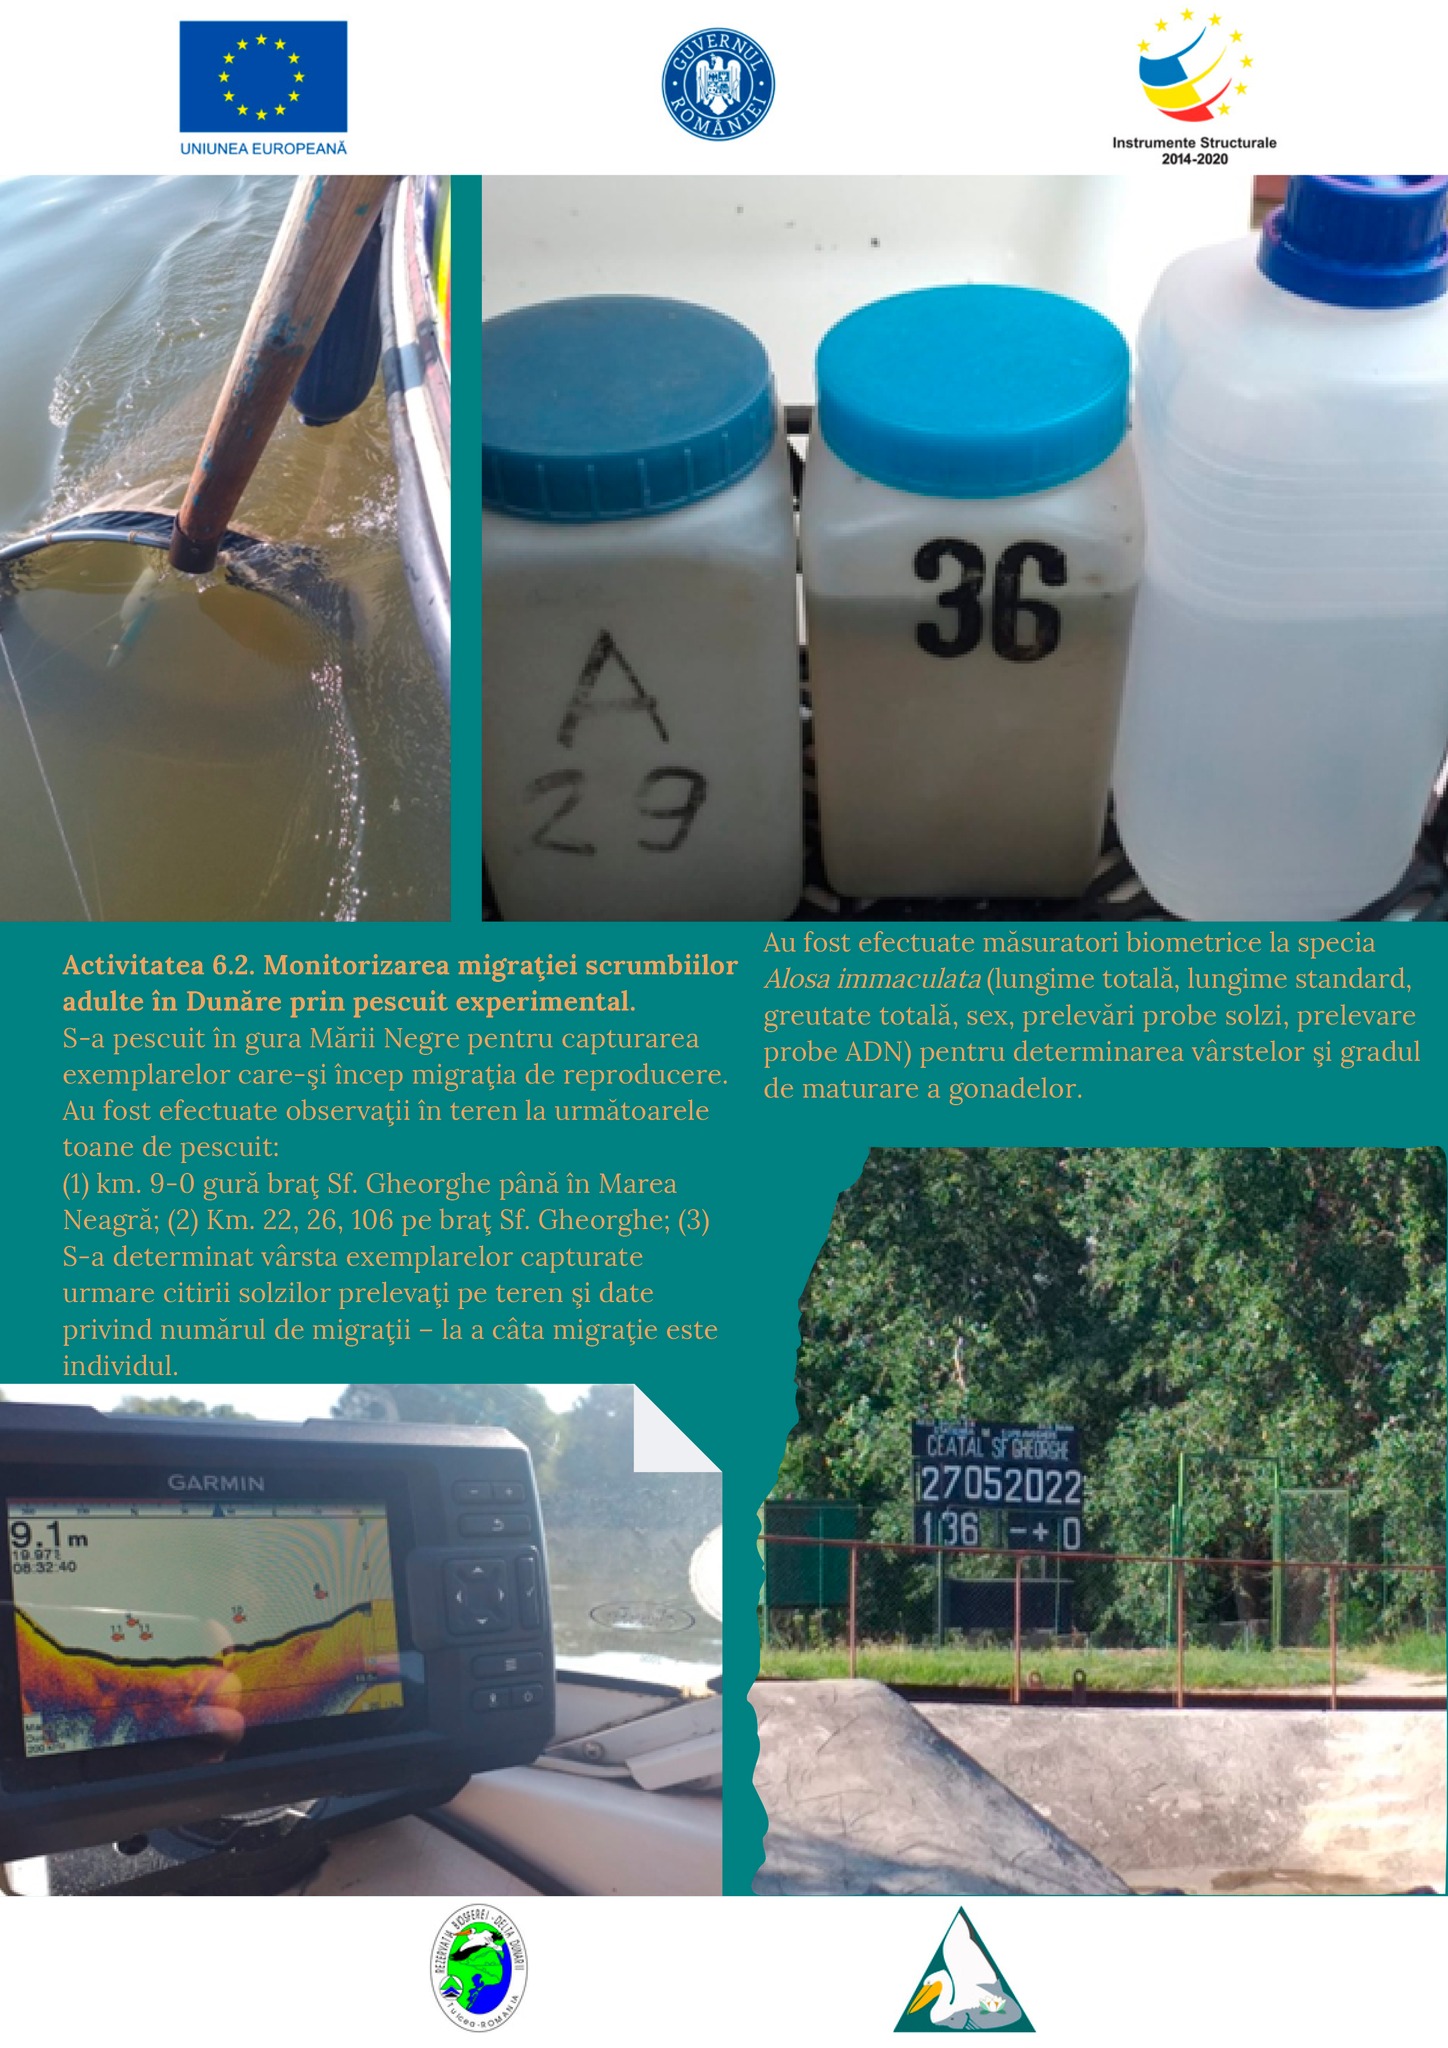 UNIUNEA EUROPEANĂ
GUVERNUL ROMÂNIEI
Instrumente Structurale
2014-2020
A
29
36
Activitatea 6.2. Monitorizarea migraţiei scrumbiilor
adulte în Dunăre prin pescuit experimental.
S-a pescuit în gura Mării Negre pentru capturarea
exemplarelor care-şi încep migraţia de reproducere.
Au fost efectuate observaţii în teren la următoarele
toane de pescuit:
(1) km. 9-0 gură braţ Sf. Gheorghe până în Marea
Neagră; (2) Km. 22, 26, 106 pe braţ Sf. Gheorghe; (3)
S-a determinat vârsta exemplarelor capturate
urmare citirii solzilor prelevaţi pe teren şi date
privind numărul de migraţii – la a câta migraţie este
individul.
Au fost efectuate măsuratori biometrice la specia
Alosa immaculata (lungime totală, lungime standard,
greutate totală, sex, prelevări probe solzi, prelevare
probe ADN) pentru determinarea vârstelor şi gradul
de maturare a gonadelor.
GARMIN
9.1 m
08:32:40
11
11
10
CEATAL SF GHEORGHE
27052022
136 -+ 0
REZERVAŢIA BIOSFEREI - DELTA DUNARII
Tulcea-ROMANIA